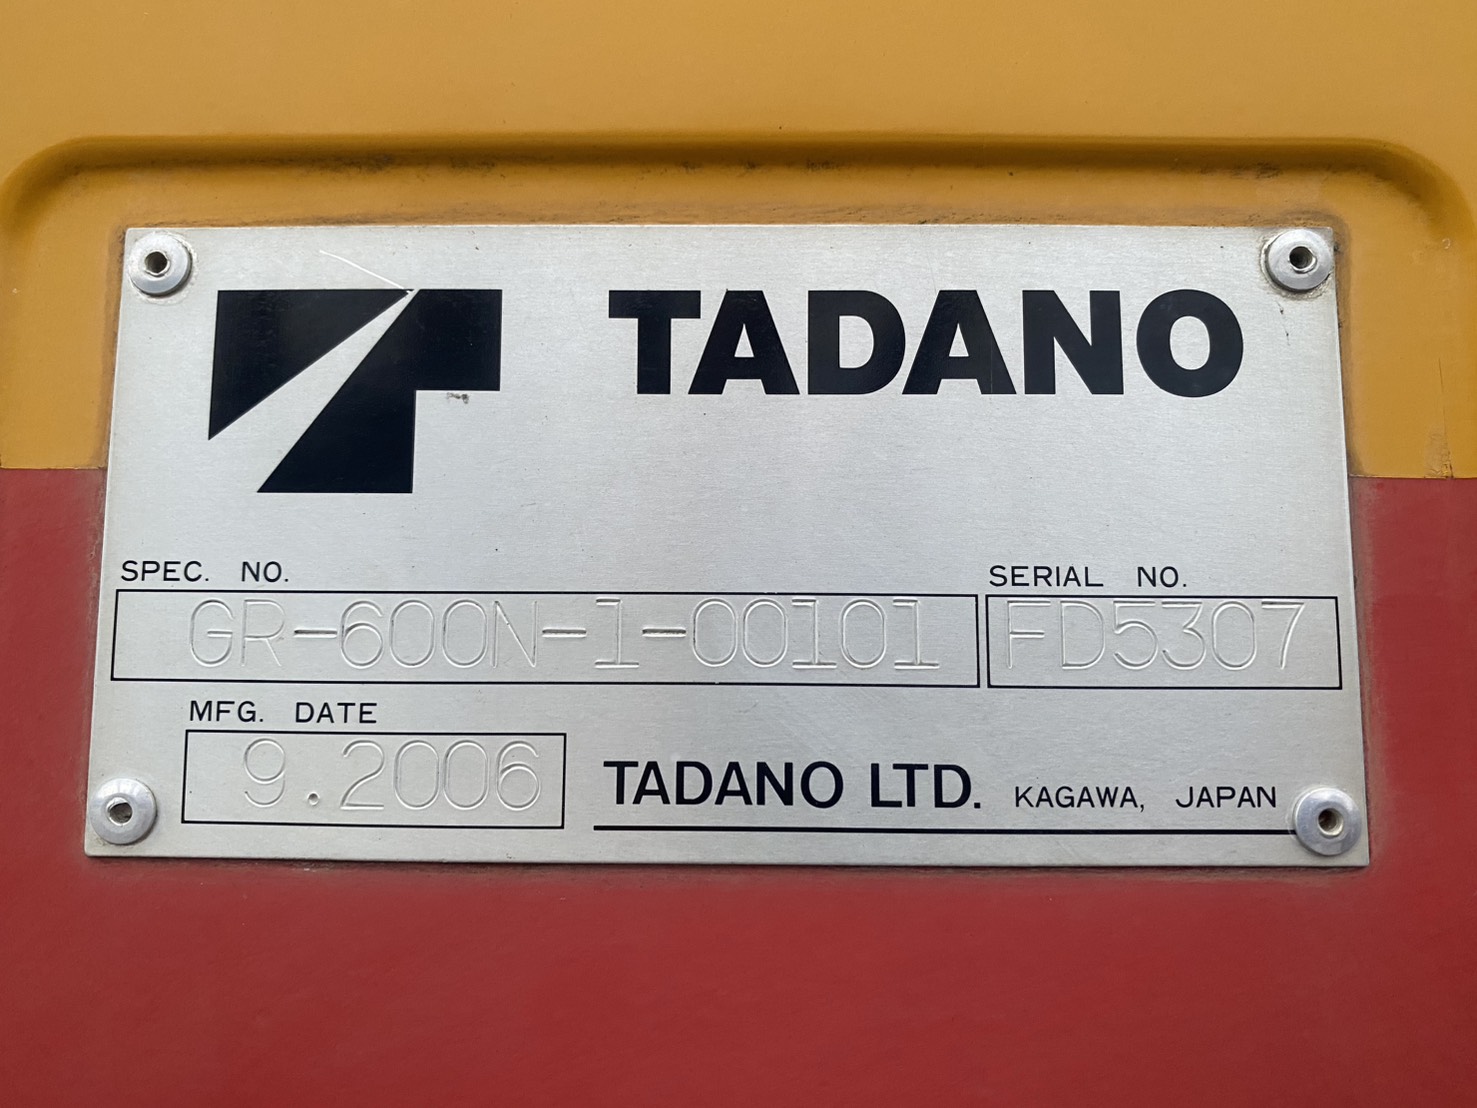 TADANO
SPEC. NO.
SERIAL NO.
GR-600N-1-00101
FD5307
MFG. DATE
9.2006
TADANO LTD. KAGAWA, JAPAN